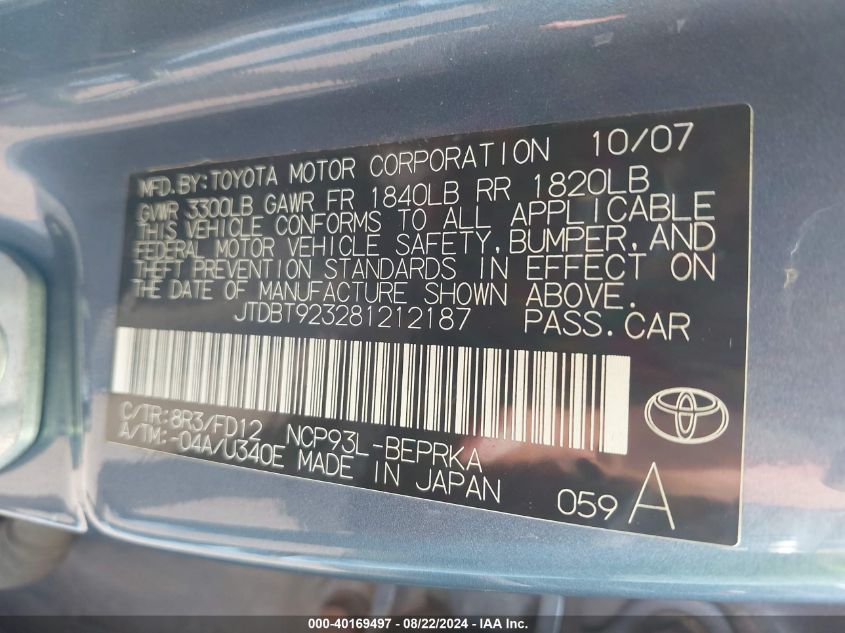 MFD.BY:TOYOTA MOTOR CORPORATION 10/07
GVWR 3300LB GAWR FR 1840LB RR 1820LB
THIS VEHICLE CONFORMS TO ALL APPLICABLE
FEDERAL MOTOR VEHICLE SAFETY, BUMPER, AND
THEFT PREVENTION STANDARDS IN EFFECT ON
THE DATE OF MANUFACTURE SHOWN ABOVE.
JTDBT923281212187 PASS.CAR
C/TR:8R3/FD12 NCP93L-BEPRKA
A/TM:-04A/U340E MADE IN JAPAN
059 A
000-40169497 - 08/22/2024 - IAA Inc.